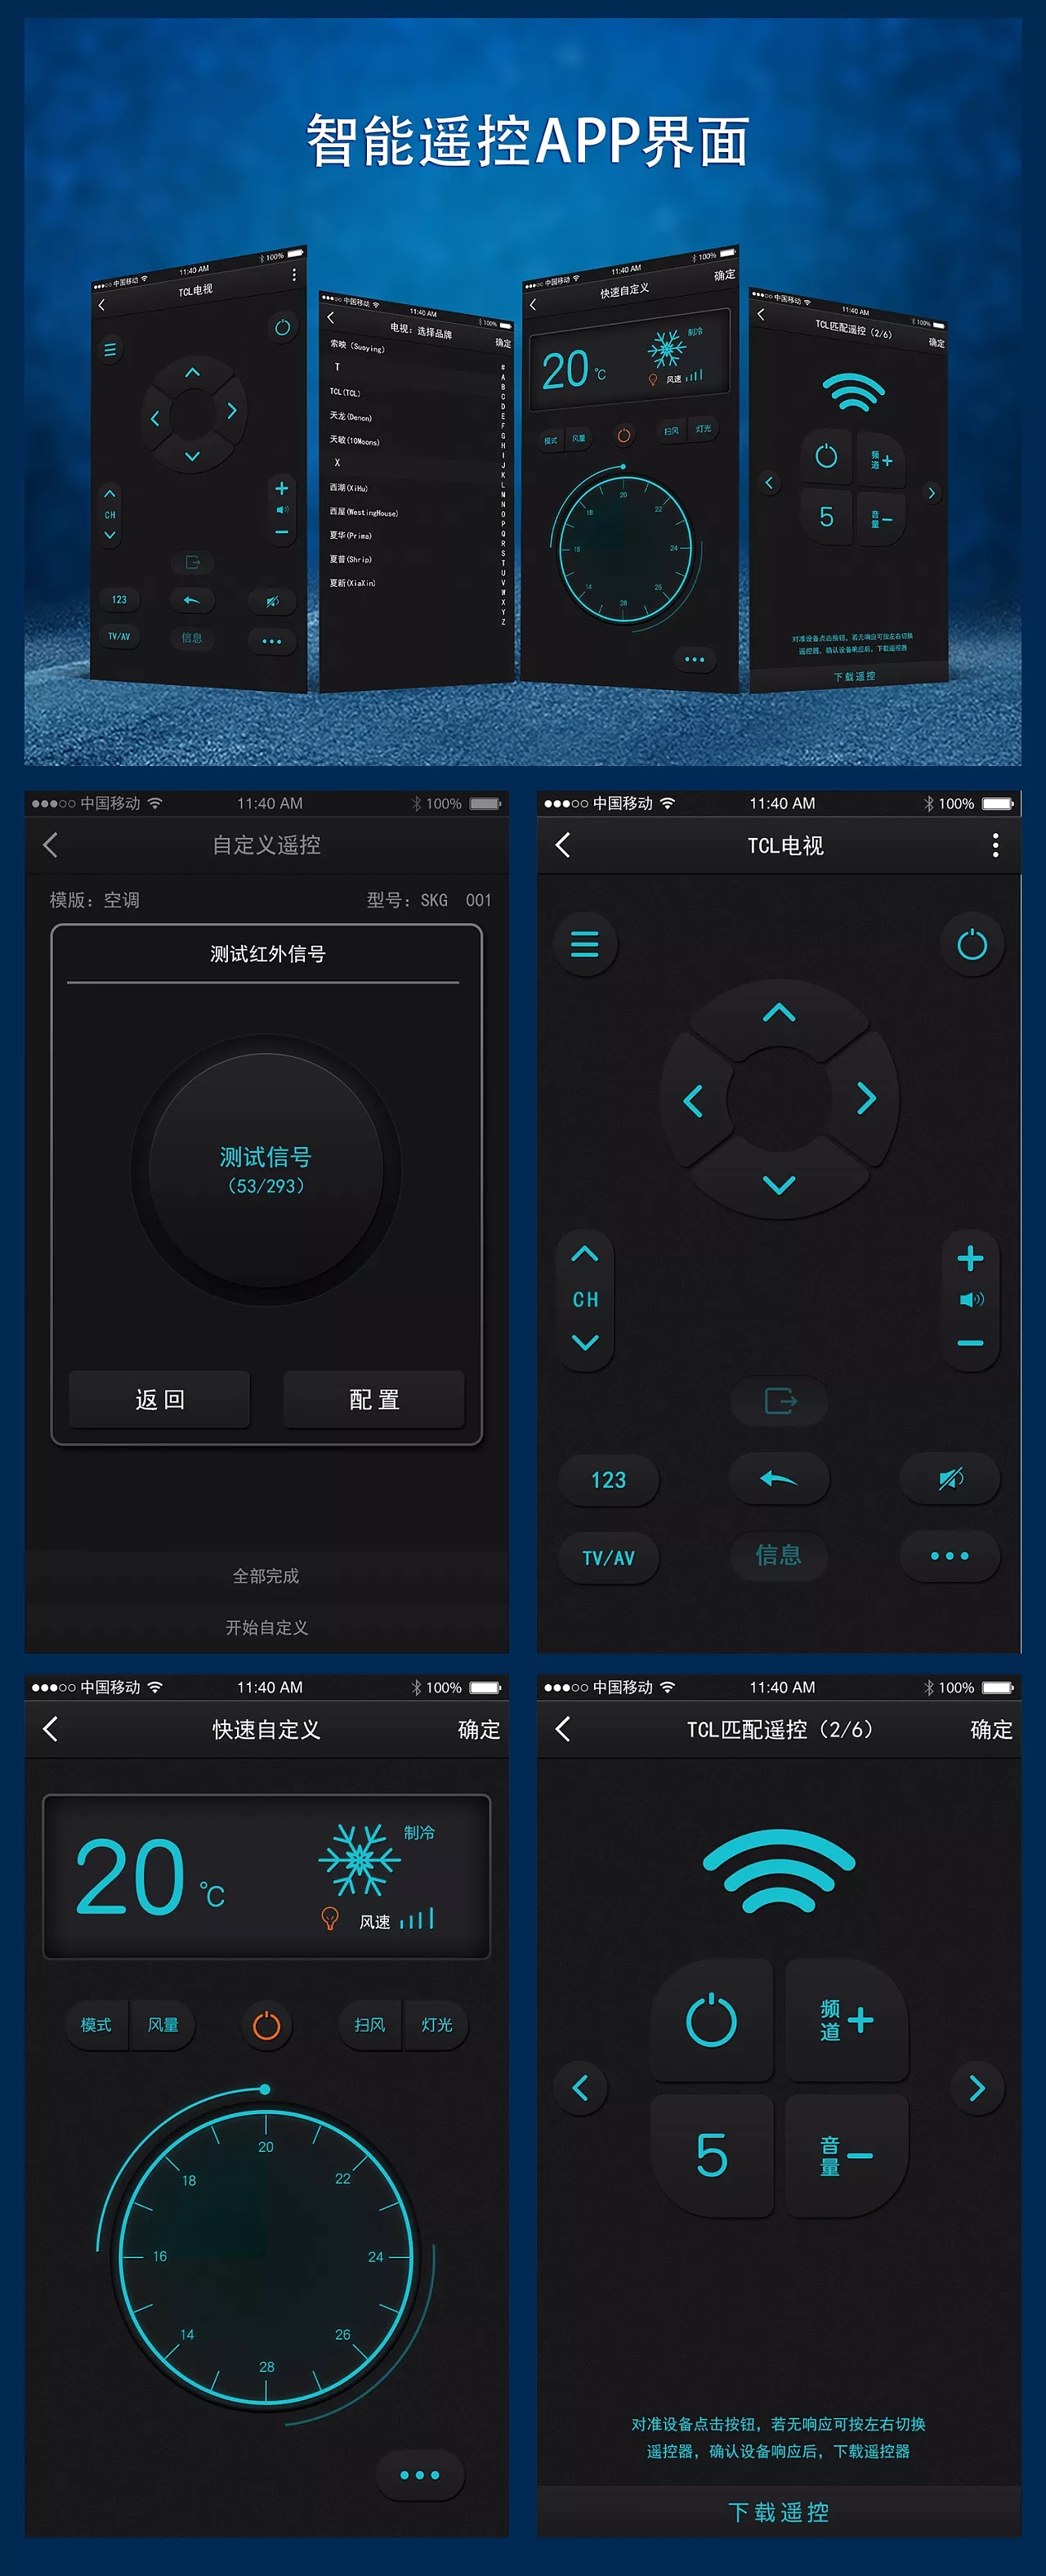 智能遥控APP界面
中国移动 11:40 AM 100%
TCL电视
CH
123
TV/AV
信息
中国移动 11:40 AM 100%
电视：选择品牌 确定
索映 (Suoying)
T
TCL(TCL)
天龙(Denon)
天敏(10Moons)
X
西湖(XiHu)
西屋(WestingHouse)
夏华(Prima)
夏普(Shrip)
夏新(XiaXin)
#
A
B
C
D
E
F
G
H
I
J
K
L
M
N
O
P
Q
R
S
T
U
V
W
X
Y
Z
中国移动 11:40 AM 100%
快速自定义 确定
20 ℃ 制冷
风速
模式 风量 扫风 灯光
20
18 22
16 24
14 26
28
中国移动 11:40 AM 100%
TCL匹配遥控（2/6） 确定
频道+
5 音量-
对准设备点击按钮，若无响应可按左右切换
遥控器，确认设备响应后，下载遥控器
下载遥控
中国移动 11:40 AM 100%
自定义遥控
模版：空调 型号：SKG 001
测试红外信号
测试信号
（53/293）
返回 配置
全部完成
开始自定义
中国移动 11:40 AM 100%
TCL电视
CH
123
TV/AV 信息
中国移动 11:40 AM 100%
快速自定义 确定
20 ℃ 制冷
风速
模式 风量 扫风 灯光
20
18 22
16 24
14 26
28
中国移动 11:40 AM 100%
TCL匹配遥控（2/6） 确定
频道+
5 音量-
对准设备点击按钮，若无响应可按左右切换
遥控器，确认设备响应后，下载遥控器
下载遥控